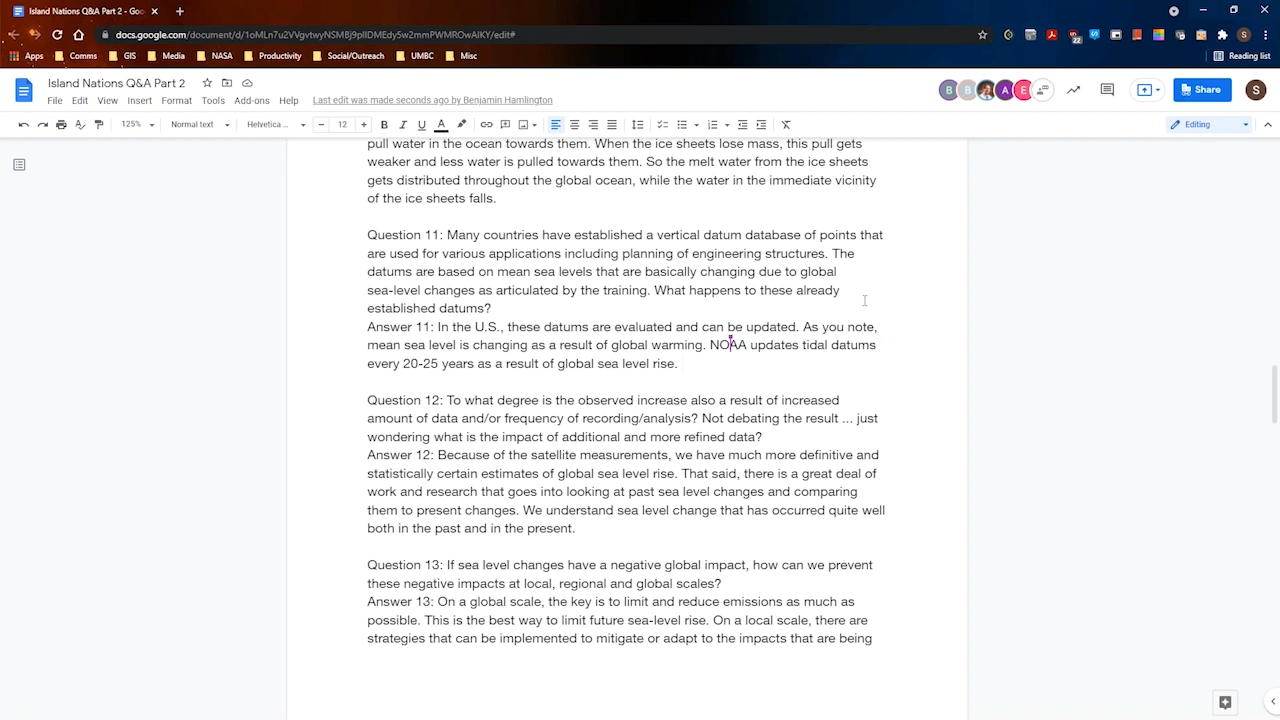 Island Nations Q&A Part 2 - Goo
docs.google.com/document/d/1oMLn7u2VVgvtwyNSMBj9plIDMEdy5w2mmPWMROwAIKY/edit#
Apps Comms GIS Media NASA Productivity Social/Outreach UMBC Misc Reading list
Island Nations Q&A Part 2
File Edit View Insert Format Tools Add-ons Help Last edit was made seconds ago by Benjamin Hamlington
B B A E Share S
125% Normal text Helvetica ... 12 B I U A Editing
pull water in the ocean towards them. When the ice sheets lose mass, this pull gets
weaker and less water is pulled towards them. So the melt water from the ice sheets
gets distributed throughout the global ocean, while the water in the immediate vicinity
of the ice sheets falls.
Question 11: Many countries have established a vertical datum database of points that
are used for various applications including planning of engineering structures. The
datums are based on mean sea levels that are basically changing due to global
sea-level changes as articulated by the training. What happens to these already
established datums?
Answer 11: In the U.S., these datums are evaluated and can be updated. As you note,
mean sea level is changing as a result of global warming. NOAA updates tidal datums
every 20-25 years as a result of global sea level rise.
Question 12: To what degree is the observed increase also a result of increased
amount of data and/or frequency of recording/analysis? Not debating the result ... just
wondering what is the impact of additional and more refined data?
Answer 12: Because of the satellite measurements, we have much more definitive and
statistically certain estimates of global sea level rise. That said, there is a great deal of
work and research that goes into looking at past sea level changes and comparing
them to present changes. We understand sea level change that has occurred quite well
both in the past and in the present.
Question 13: If sea level changes have a negative global impact, how can we prevent
these negative impacts at local, regional and global scales?
Answer 13: On a global scale, the key is to limit and reduce emissions as much as
possible. This is the best way to limit future sea-level rise. On a local scale, there are
strategies that can be implemented to mitigate or adapt to the impacts that are being